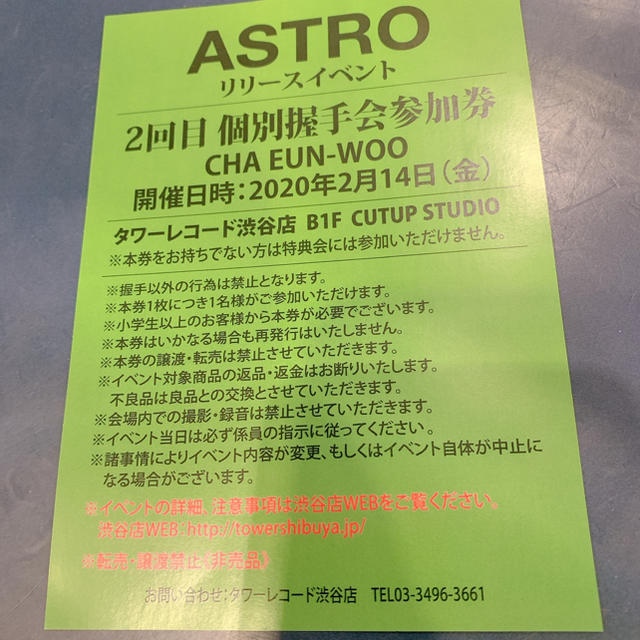 ASTRO
リリースイベント
2回目 個別握手会参加券
CHA EUN-WOO
開催日時：2020年2月14日（金）
タワーレコード渋谷店 B1F CUTUP STUDIO
※本券をお持ちでない方は特典会には参加いただけません。
※握手以外の行為は禁止となります。
※本券1枚につき1名様がご参加いただけます。
※小学生以上のお客様から本券が必要でございます。
※本券はいかなる場合も再発行はいたしません。
※本券の譲渡・転売は禁止させていただきます。
※イベント対象商品の返品・返金はお断りいたします。
不良品は良品との交換とさせていただきます。
※会場内での撮影・録音は禁止させていただきます。
※イベント当日は必ず係員の指示に従ってください。
※諸事情によりイベント内容が変更、もしくはイベント自体が中止に
なる場合がございます。
※イベントの詳細、注意事項は渋谷店WEBをご覧ください。
渋谷店WEB：http://towershibuya.jp/
※転売・譲渡禁止《非売品》
お問い合わせ：タワーレコード渋谷店 TEL03-3496-3661